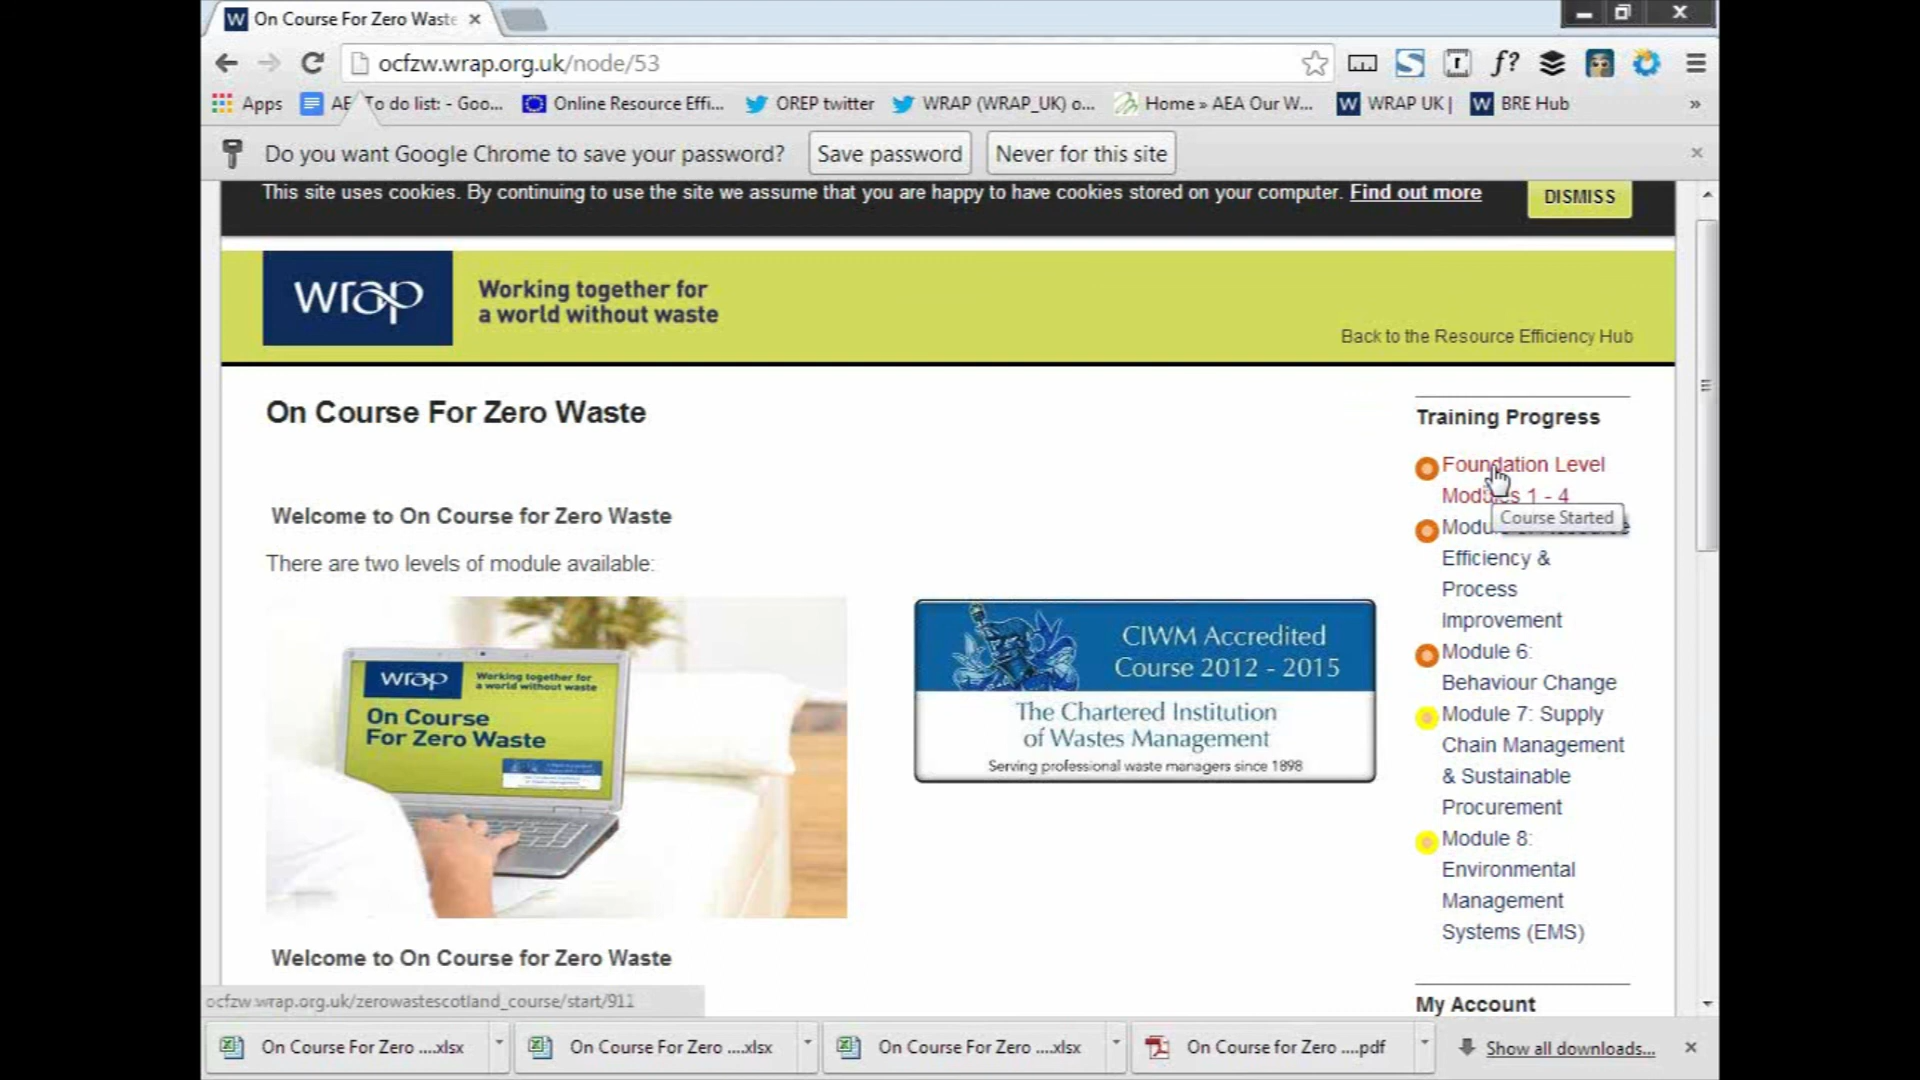 On Course For Zero Waste
ocfzw.wrap.org.uk/node/53
f?
Apps
To do list: - Goo...
Online Resource Effi...
OREP twitter
WRAP (WRAP_UK) o...
Home » AEA Our W...
W WRAP UK |
W BRE Hub
»
Do you want Google Chrome to save your password?
Save password
Never for this site
This site uses cookies. By continuing to use the site we assume that you are happy to have cookies stored on your computer. Find out more
DISMISS
wrap
Working together for
a world without waste
Back to the Resource Efficiency Hub
On Course For Zero Waste
Welcome to On Course for Zero Waste
There are two levels of module available:
wrap
Working together for
a world without waste
On Course
For Zero Waste
CIWM Accredited
Course 2012 - 2015
The Chartered Institution
of Wastes Management
Serving professional waste managers since 1898
Welcome to On Course for Zero Waste
Training Progress
Foundation Level
Modules 1 - 4
Course Started
Efficiency &
Process
Improvement
Module 6:
Behaviour Change
Module 7: Supply
Chain Management
& Sustainable
Procurement
Module 8:
Environmental
Management
Systems (EMS)
My Account
ocfzw.wrap.org.uk/zerowastescotland_course/start/911
On Course For Zero ....xlsx
On Course For Zero ....xlsx
On Course For Zero ....xlsx
On Course for Zero ....pdf
Show all downloads...